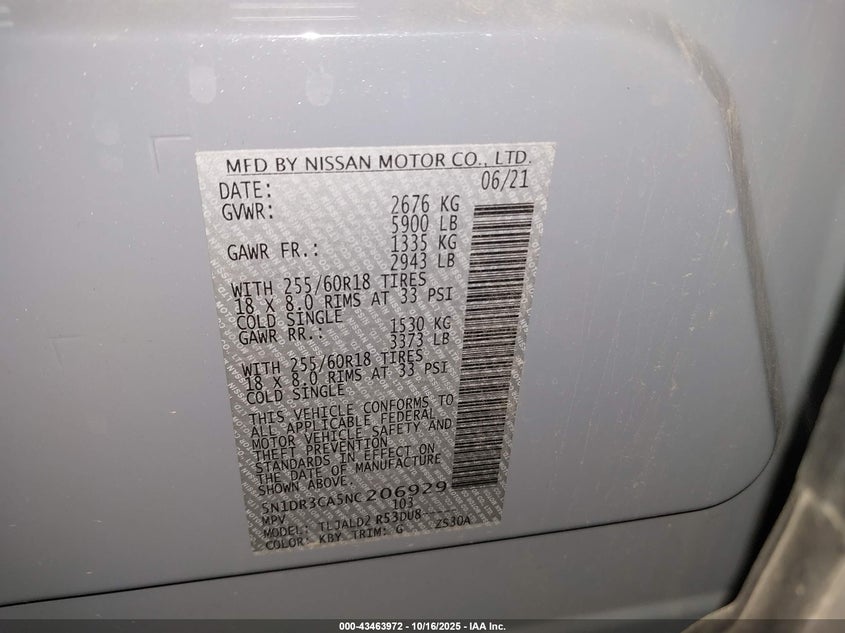 MFD BY NISSAN MOTOR CO., LTD.
DATE: 06/21
GVWR: 2676 KG
5900 LB
GAWR FR.: 1335 KG
2943 LB
WITH 255/60R18 TIRES
18 X 8.0 RIMS AT 33 PSI
COLD SINGLE
GAWR RR.: 1530 KG
3373 LB
WITH 255/60R18 TIRES
18 X 8.0 RIMS AT 33 PSI
COLD SINGLE
THIS VEHICLE CONFORMS TO
ALL APPLICABLE FEDERAL
MOTOR VEHICLE SAFETY AND
THEFT PREVENTION
STANDARDS IN EFFECT ON
THE DATE OF MANUFACTURE
SHOWN ABOVE.
5N1DR3CA5NC206929
MPV 103
MODEL: TLJALD2 R53DU8-----
COLOR: KBY TRIM: G ZS30A
000-43463972 - 10/16/2025 - IAA Inc.